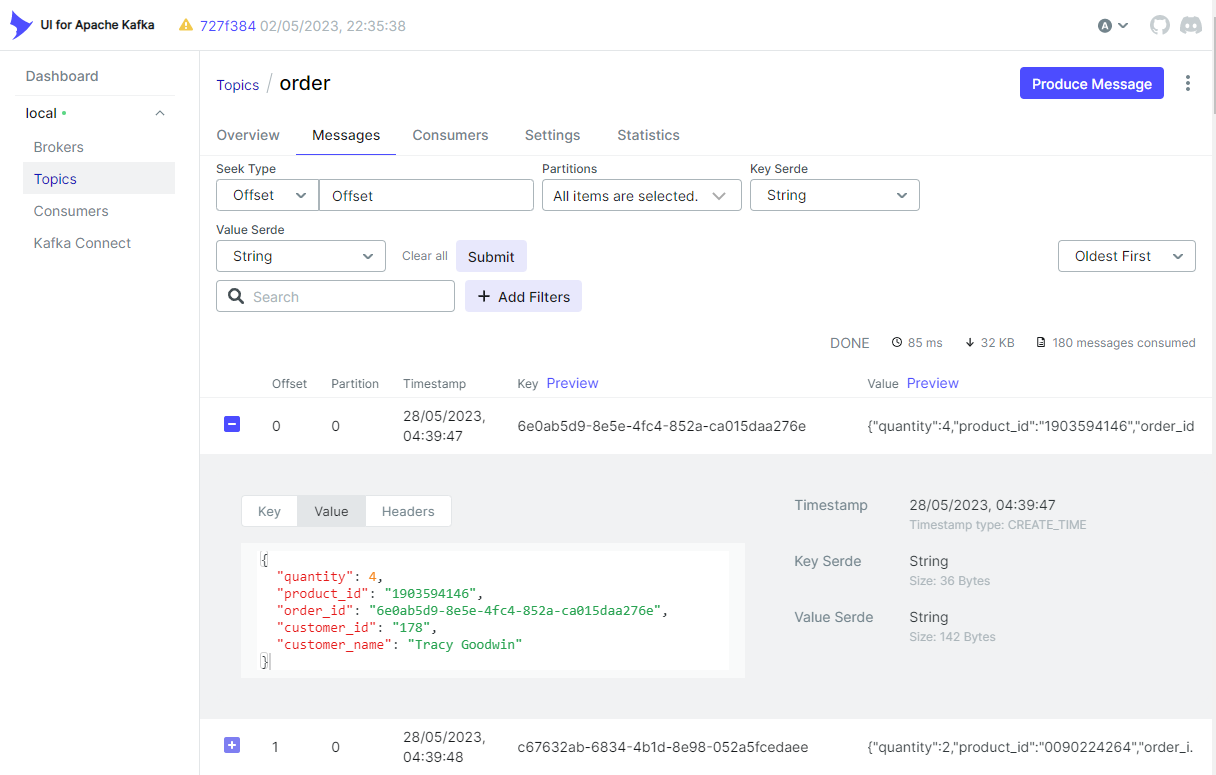 UI for Apache Kafka 727f384 02/05/2023, 22:35:38 A
Dashboard
local
Brokers
Topics
Consumers
Kafka Connect
Topics / order
Produce Message
Overview Messages Consumers Settings Statistics
Seek Type Partitions Key Serde
Offset Offset All items are selected. String
Value Serde
String Clear all Submit Oldest First
Search Add Filters
DONE 85 ms 32 KB 180 messages consumed
Offset Partition Timestamp Key Preview Value Preview
0 0 28/05/2023, 04:39:47 6e0ab5d9-8e5e-4fc4-852a-ca015daa276e {"quantity":4,"product_id":"1903594146","order_id
Key Value Headers
{
"quantity": 4,
"product_id": "1903594146",
"order_id": "6e0ab5d9-8e5e-4fc4-852a-ca015daa276e",
"customer_id": "178",
"customer_name": "Tracy Goodwin"
}
Timestamp 28/05/2023, 04:39:47
Timestamp type: CREATE_TIME
Key Serde String
Size: 36 Bytes
Value Serde String
Size: 142 Bytes
1 0 28/05/2023, 04:39:48 c67632ab-6834-4b1d-8e98-052a5fcedaee {"quantity":2,"product_id":"0090224264","order_i.